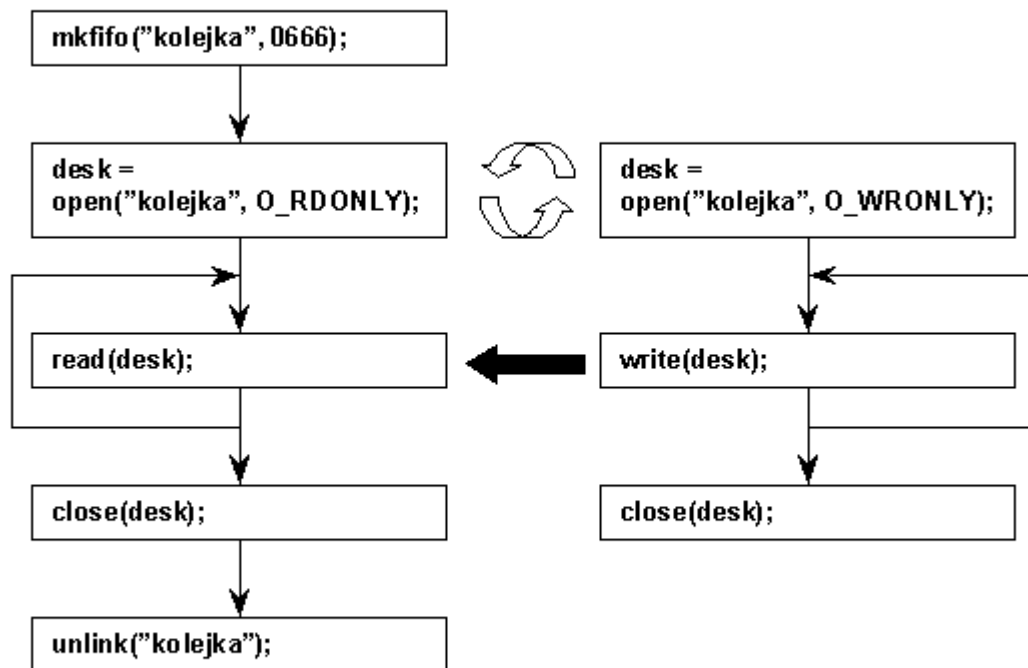 mkfifo(”kolejka”, 0666);
desk =
open(”kolejka”, O_RDONLY);
desk =
open(”kolejka”, O_WRONLY);
read(desk);
write(desk);
close(desk);
close(desk);
unlink(”kolejka”);